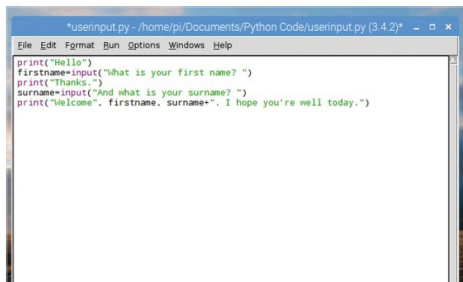 *userinput.py - /home/pi/Documents/Python Code/userinput.py (3.4.2)*
File Edit Format Run Options Windows Help
print("Hello")
firstname=input("What is your first name? ")
print("Thanks.")
surname=input("And what is your surname? ")
print("Welcome", firstname, surname+". I hope you're well today.")